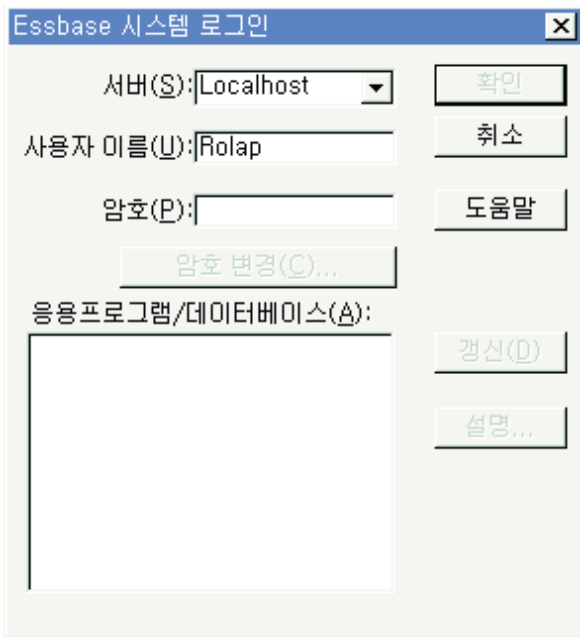 Essbase 시스템 로그인
서버(S): Localhost
확인
사용자 이름(U): Rolap
취소
암호(P):
도움말
암호 변경(C)...
응용프로그램/데이터베이스(A):
갱신(D)
설명...